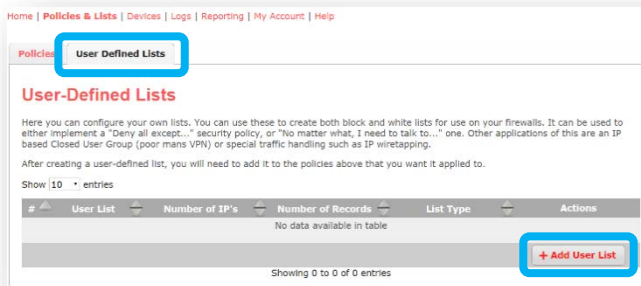 Home | Policies & Lists | Devices | Logs | Reporting | My Account | Help
Policies User Defined Lists
User-Defined Lists
Here you can configure your own lists. You can use these to create both block and white lists for use on your firewalls. It can be used to
either implement a "Deny all except..." security policy, or "No matter what, I need to talk to..." one. Other applications of this are an IP
based Closed User Group (poor mans VPN) or special traffic handling such as IP wiretapping.
After creating a user-defined list, you will need to add it to the policies above that you want it applied to.
Show 10 entries
# User List Number of IP's Number of Records List Type Actions
No data available in table
+ Add User List
Showing 0 to 0 of 0 entries